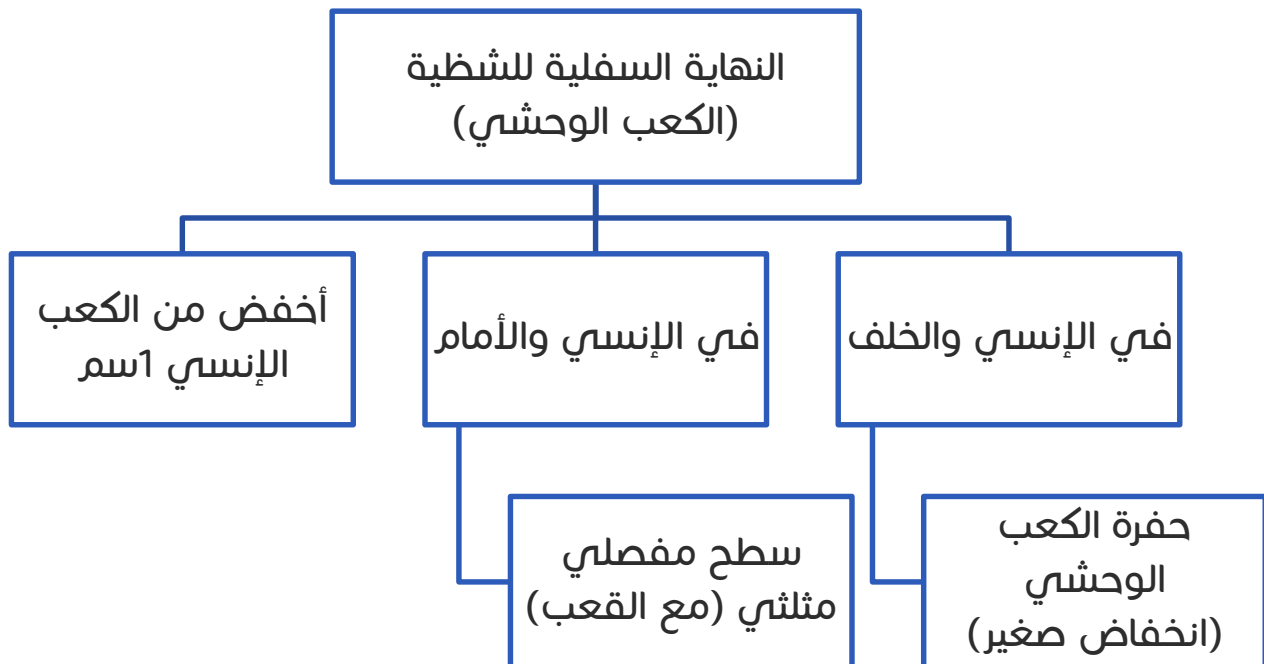 النهاية السفلية للشظية
(الكعب الوحشي)
في الإنسي والخلف
في الإنسي والأمام
أخفض من الكعب
الإنسي 1سم
حفرة الكعب
الوحشي
(انخفاض صغير)
سطح مفصلي
مثلثي (مع القعب)